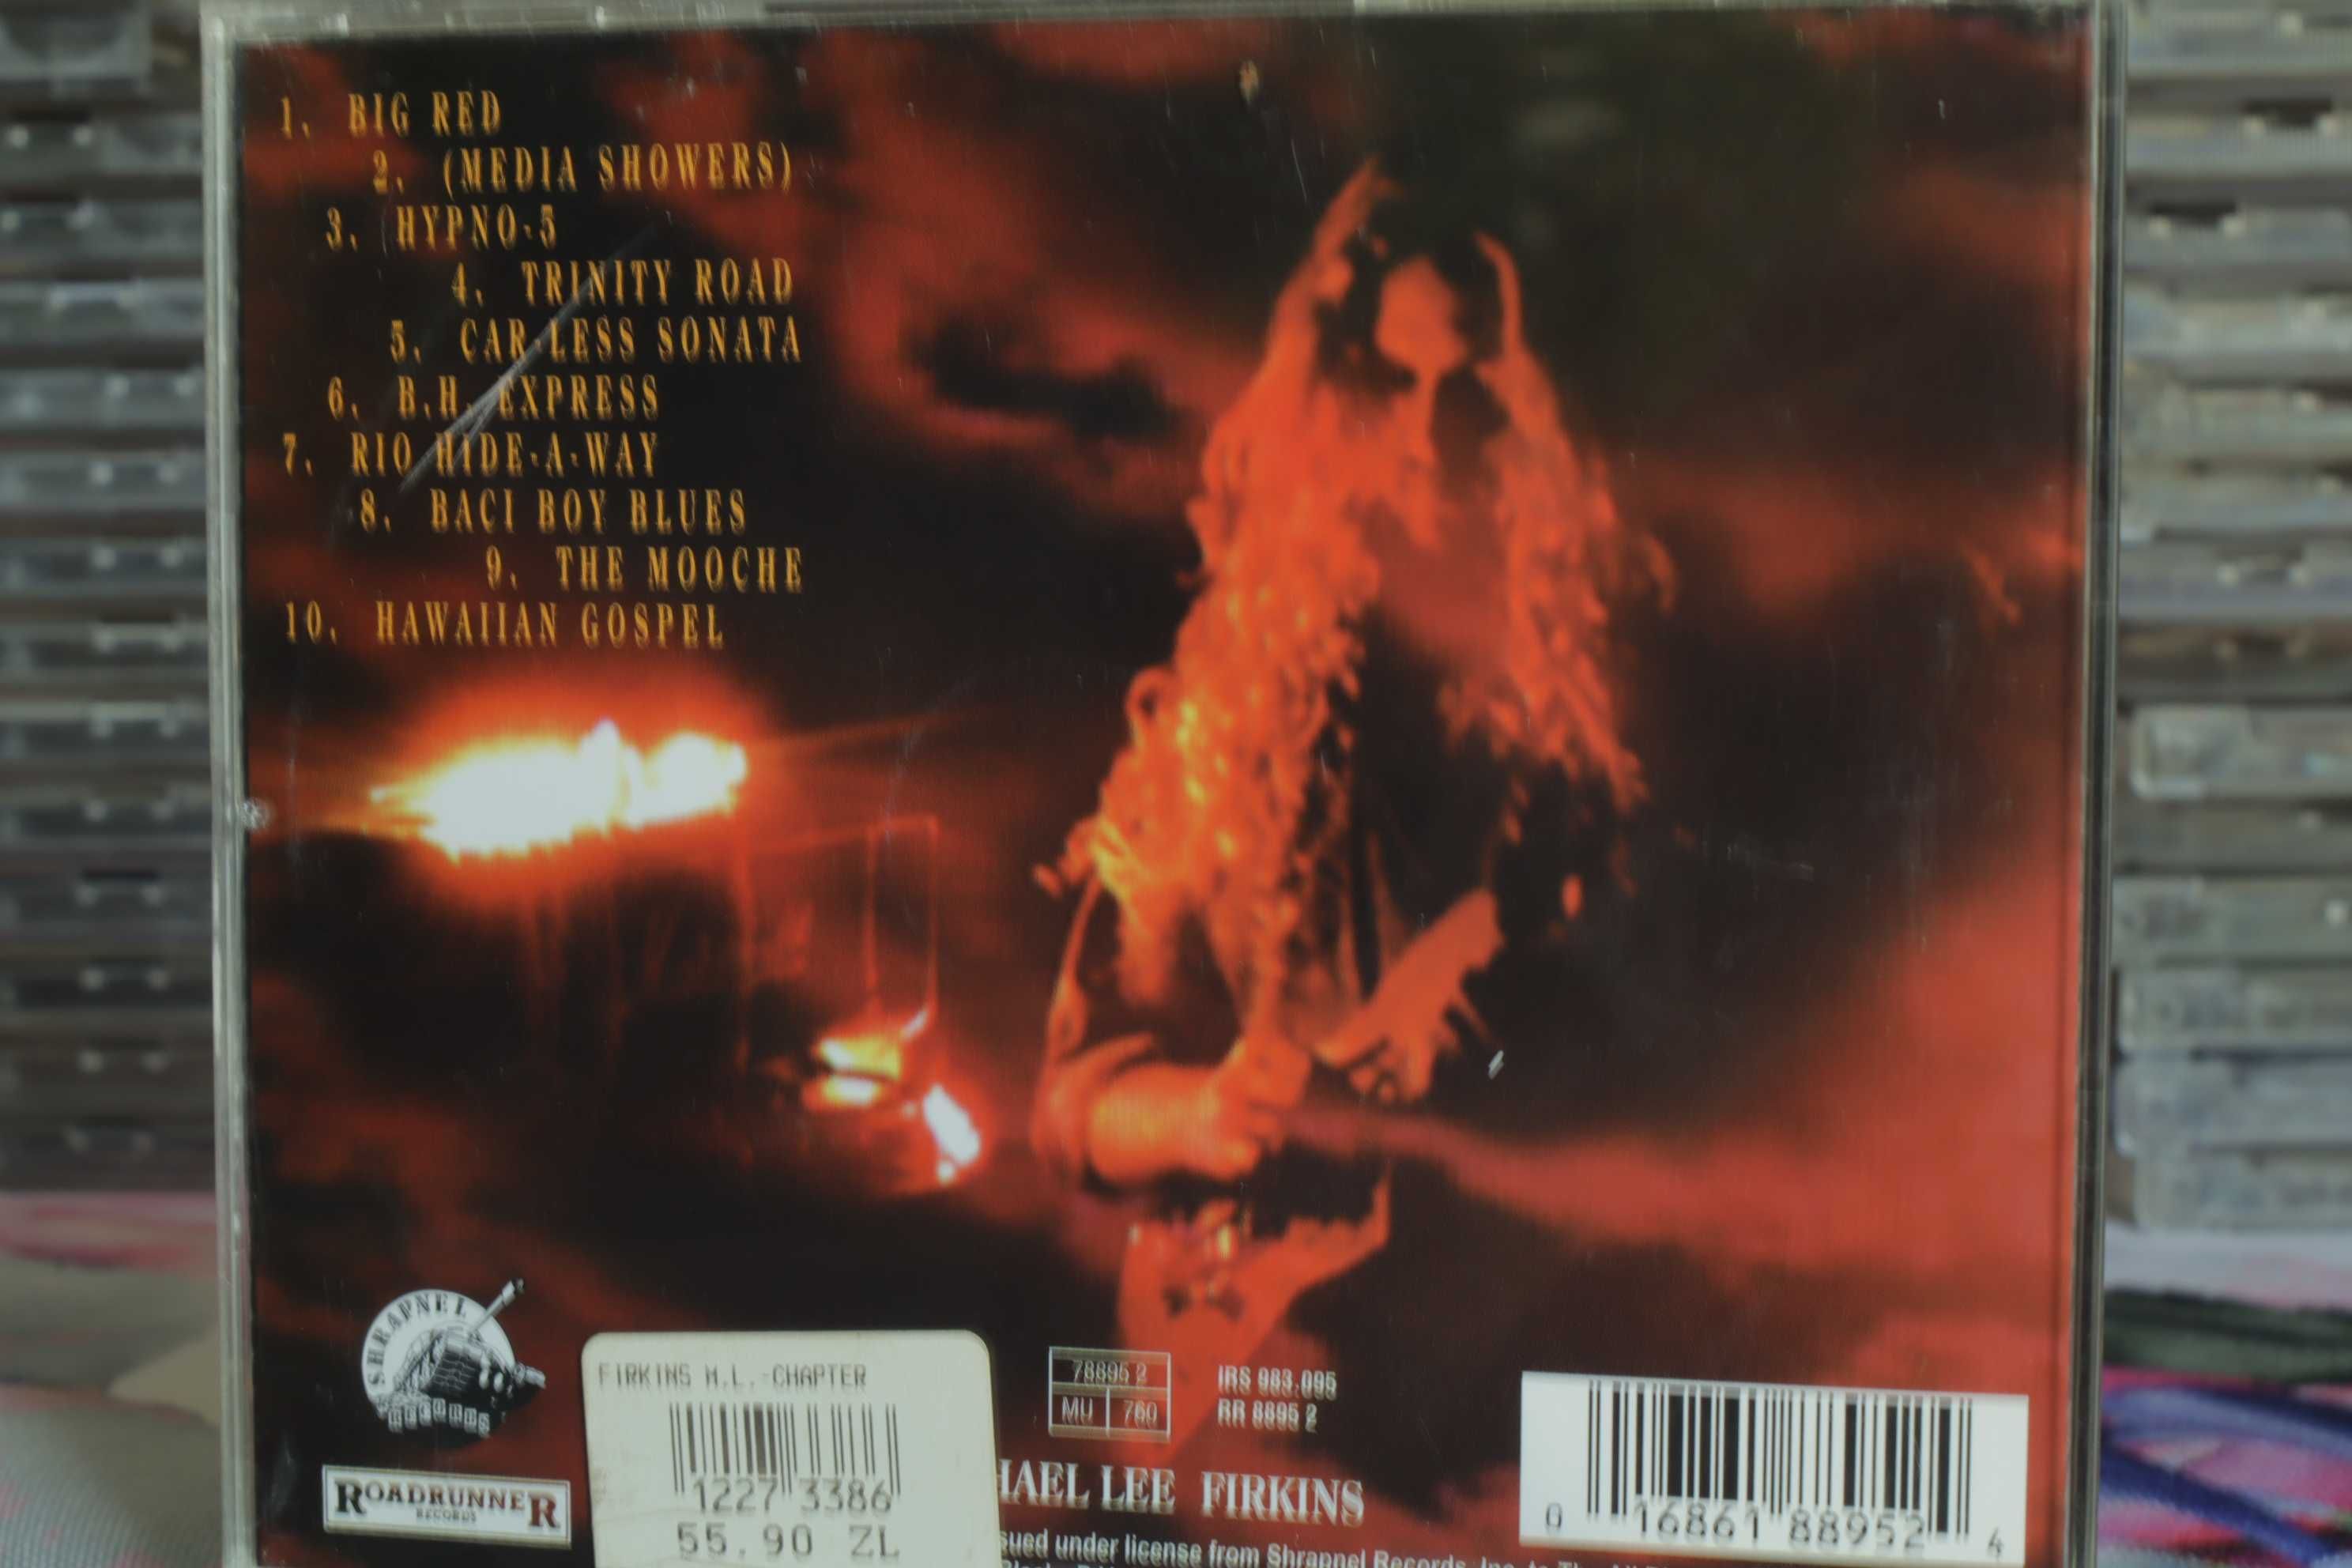 1. BIG RED
2. (MEDIA SHOWERS)
3. HYPNO-5
4. TRINITY ROAD
5. CAR-LESS SONATA
6. B.H. EXPRESS
7. RIO HIDE-A-WAY
8. BACI BOY BLUES
9. THE MOOCHE
10. HAWAIIAN GOSPEL
SHRAPNEL
RECORDS
ROADRUNNER
RECORDS
FIRKINS M.L.-CHAPTER
1227 3386
55.90 ZL
78895 2
MU 760
IRS 983.095
RR 8895 2
HAEL LEE FIRKINS
sued under license from Shrapnel Records, Inc. to
0 16861 88952 4